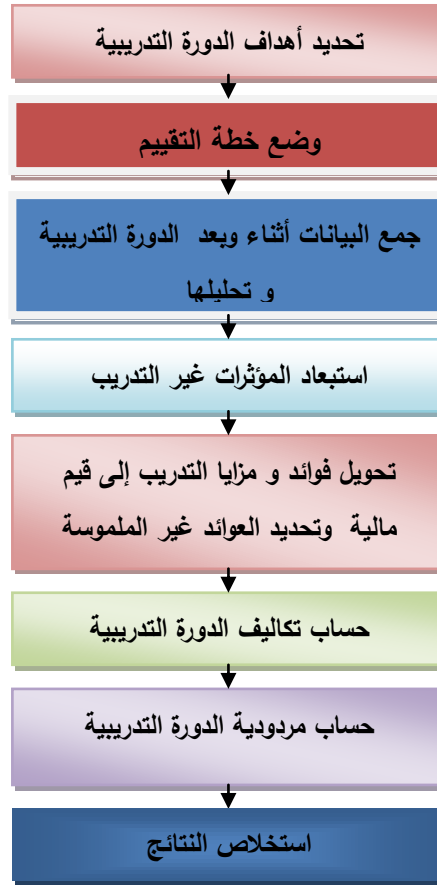 تحديد أهداف الدورة التدريبية
وضع خطة التقييم
جمع البيانات أثناء وبعد الدورة التدريبية
و تحليلها
استبعاد المؤثرات غير التدريب
تحويل فوائد و مزايا التدريب إلى قيم
مالية وتحديد العوائد غير الملموسة
حساب تكاليف الدورة التدريبية
حساب مردودية الدورة التدريبية
استخلاص النتائج